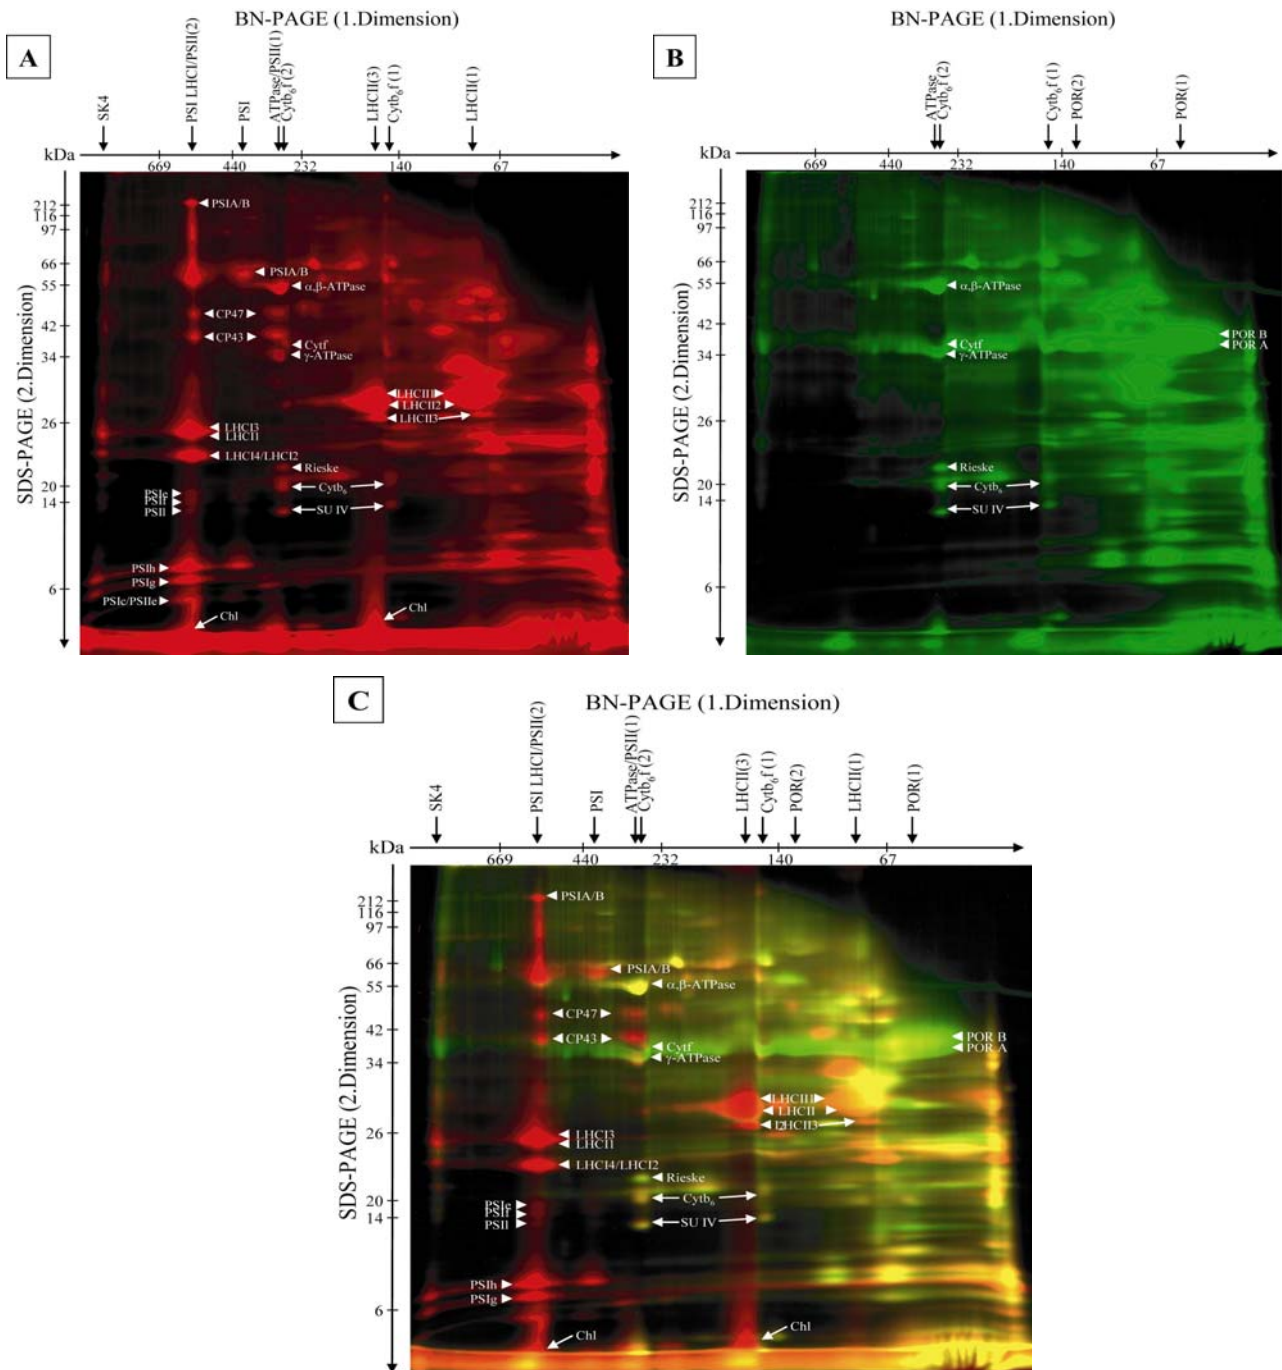 BN-PAGE (1.Dimension)
A
SK4
PSI LHCI/PSII(2)
PSI
ATPase/PSII(1)
Cytb6f (2)
LHCII(3)
Cytb6f (1)
LHCII(1)
kDa
669
440
232
140
67
SDS-PAGE (2.Dimension)
212
116
97
66
55
42
34
26
20
14
6
PSIA/B
PSIA/B
α,β-ATPase
CP47
CP43
Cytf
γ-ATPase
LHCII1
LHCII2
LHCII3
LHCI3
LHCI1
LHCI4/LHCI2
Rieske
Cytb6
SU IV
PSIe
PSIf
PSIl
PSIh
PSIg
PSIc/PSIIe
Chl
Chl
BN-PAGE (1.Dimension)
B
ATPase
Cytb6f (2)
Cytb6f (1)
POR(2)
POR(1)
kDa
669
440
232
140
67
SDS-PAGE (2.Dimension)
212
116
97
66
55
42
34
26
20
14
6
α,β-ATPase
POR B
POR A
Cytf
γ-ATPase
Rieske
Cytb6
SU IV
BN-PAGE (1.Dimension)
C
SK4
PSI LHCI/PSII(2)
PSI
ATPase/PSII(1)
Cytb6f (2)
LHCII(3)
Cytb6f (1)
POR(2)
LHCII(1)
POR(1)
kDa
669
440
232
140
67
SDS-PAGE (2.Dimension)
212
116
97
66
55
42
34
26
20
14
6
PSIA/B
PSIA/B
α,β-ATPase
CP47
CP43
Cytf
γ-ATPase
POR B
POR A
LHCII1
LHCII
LHCII3
LHCI3
LHCI1
LHCI4/LHCI2
Rieske
Cytb6
SU IV
PSIe
PSIf
PSIl
PSIh
PSIg
Chl
Chl